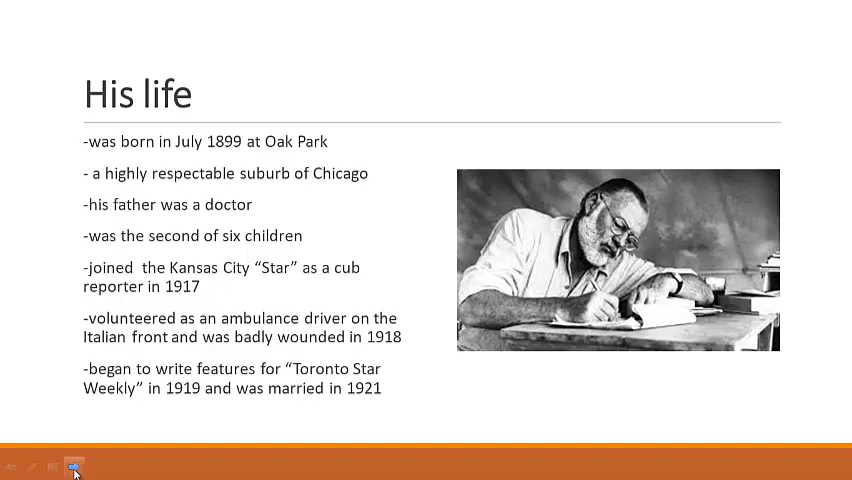 His life
-was born in July 1899 at Oak Park
- a highly respectable suburb of Chicago
-his father was a doctor
-was the second of six children
-joined  the Kansas City “Star” as a cub
reporter in 1917
-volunteered as an ambulance driver on the
Italian front and was badly wounded in 1918
-began to write features for “Toronto Star
Weekly” in 1919 and was married in 1921